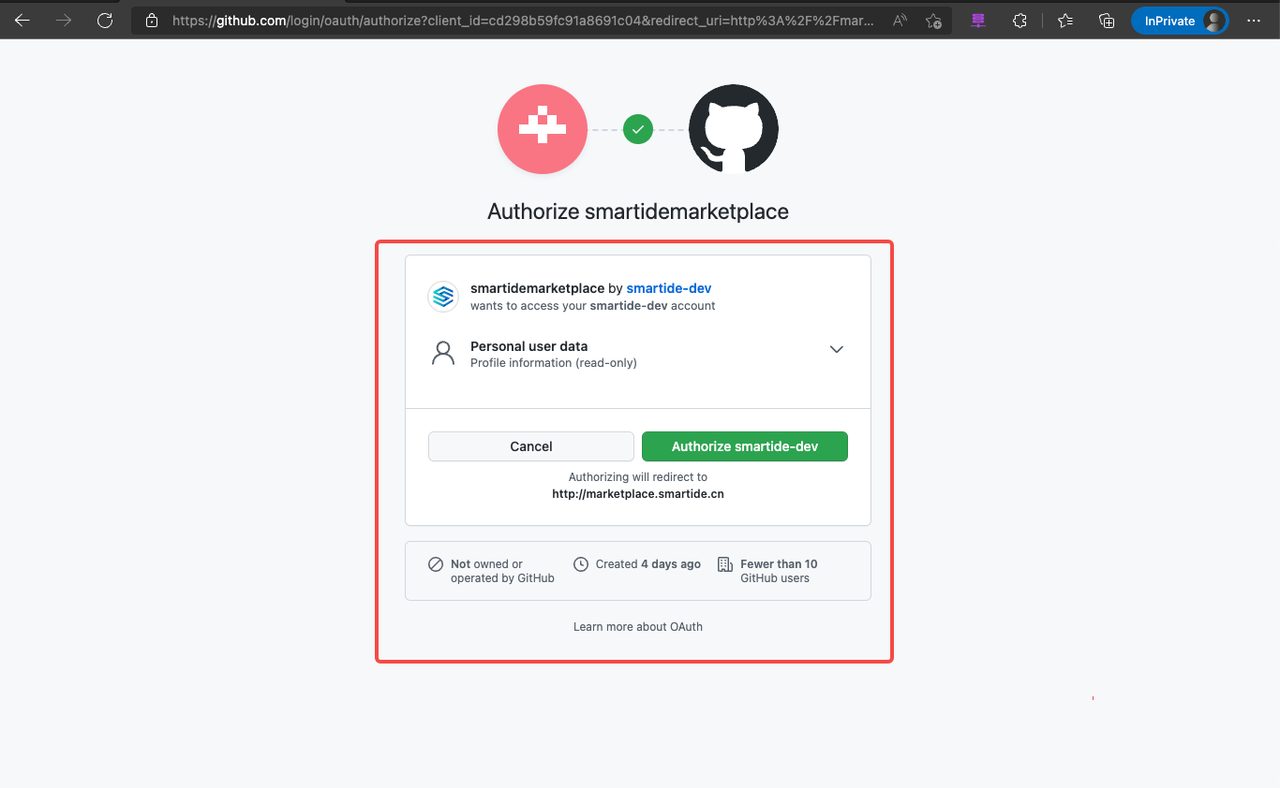 https://github.com/login/oauth/authorize?client_id=cd298b59fc91a8691c04&redirect_uri=http%3A%2F%2Fmar...
InPrivate
Authorize smartidemarketplace
smartidemarketplace by smartide-dev
wants to access your smartide-dev account
Personal user data
Profile information (read-only)
Cancel
Authorize smartide-dev
Authorizing will redirect to
http://marketplace.smartide.cn
Not owned or
operated by GitHub
Created 4 days ago
Fewer than 10
GitHub users
Learn more about OAuth